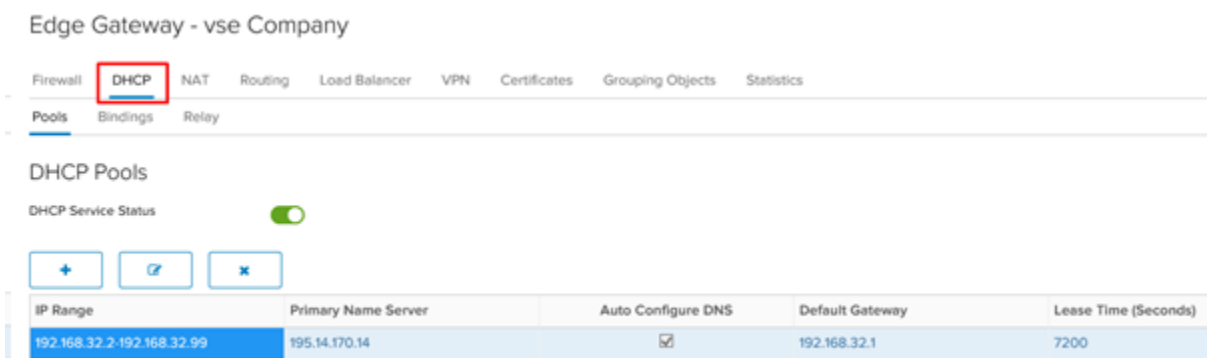 Edge Gateway - vse Company
Firewall DHCP NAT Routing Load Balancer VPN Certificates Grouping Objects Statistics
Pools Bindings Relay
DHCP Pools
DHCP Service Status
IP Range Primary Name Server Auto Configure DNS Default Gateway Lease Time (Seconds)
192.168.32.2-192.168.32.99 195.14.170.14 192.168.32.1 7200